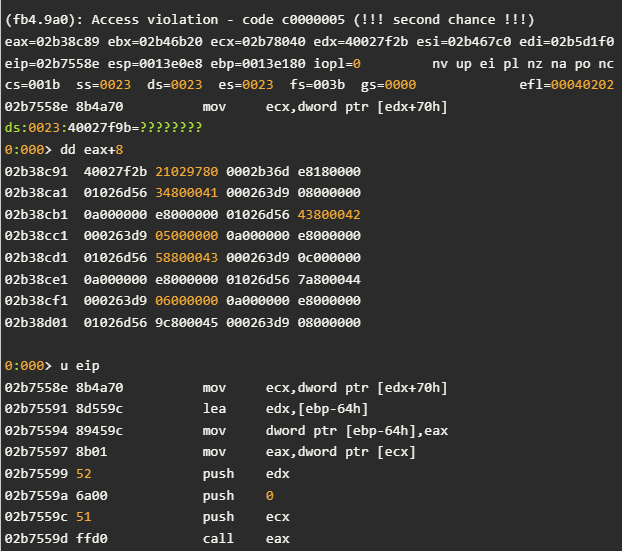 (fb4.9a0): Access violation - code c0000005 (!!! second chance !!!)
eax=02b38c89 ebx=02b46b20 ecx=02b78040 edx=40027f2b esi=02b467c0 edi=02b5d1f0
eip=02b7558e esp=0013e0e8 ebp=0013e180 iopl=0 nv up ei pl nz na po nc
cs=001b ss=0023 ds=0023 es=0023 fs=003b gs=0000 efl=00040202
02b7558e 8b4a70 mov ecx,dword ptr [edx+70h]
ds:0023:40027f9b=????????
0:000> dd eax+8
02b38c91 40027f2b 21029780 0002b36d e8180000
02b38ca1 01026d56 34800041 000263d9 08000000
02b38cb1 0a000000 e8000000 01026d56 43800042
02b38cc1 000263d9 05000000 0a000000 e8000000
02b38cd1 01026d56 58800043 000263d9 0c000000
02b38ce1 0a000000 e8000000 01026d56 7a800044
02b38cf1 000263d9 06000000 0a000000 e8000000
02b38d01 01026d56 9c800045 000263d9 08000000
0:000> u eip
02b7558e 8b4a70 mov ecx,dword ptr [edx+70h]
02b75591 8d559c lea edx,[ebp-64h]
02b75594 89459c mov dword ptr [ebp-64h],eax
02b75597 8b01 mov eax,dword ptr [ecx]
02b75599 52 push edx
02b7559a 6a00 push 0
02b7559c 51 push ecx
02b7559d ffd0 call eax